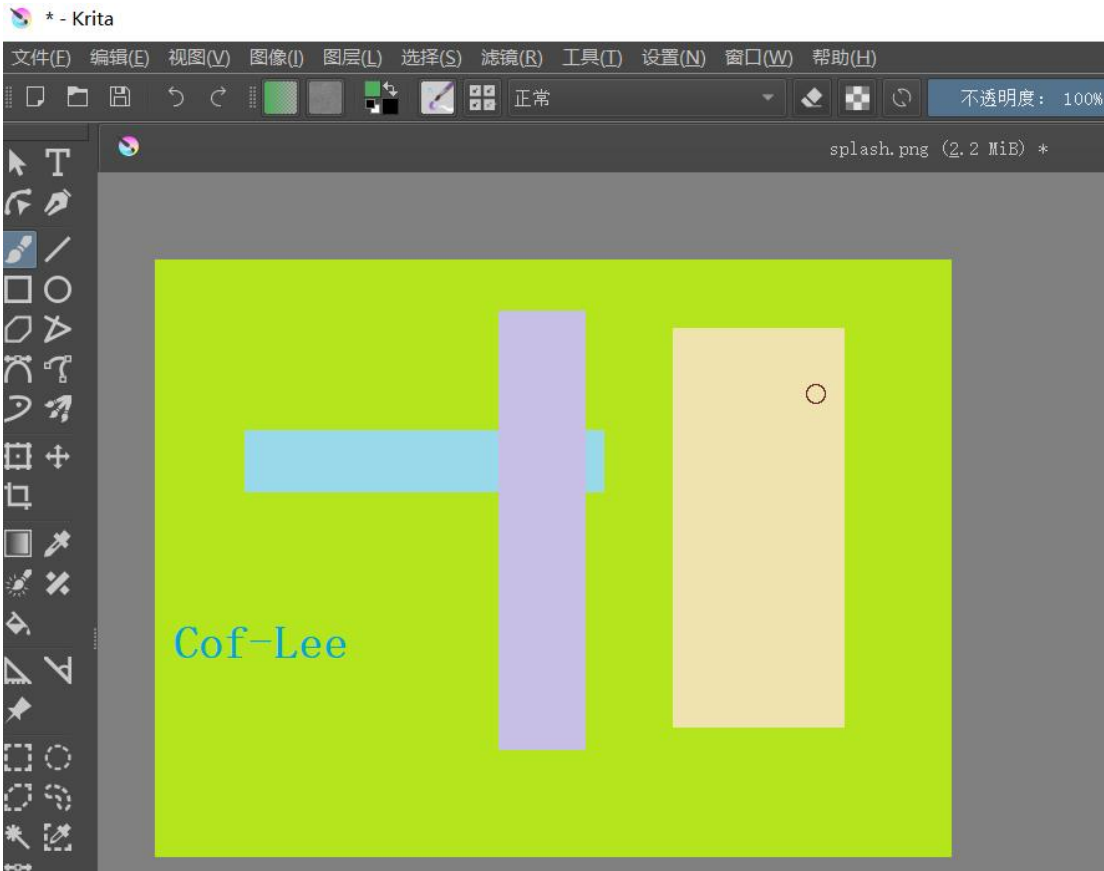 * - Krita
文件(F) 编辑(E) 视图(V) 图像(I) 图层(L) 选择(S) 滤镜(R) 工具(T) 设置(N) 窗口(W) 帮助(H)
正常 不透明度: 100%
splash.png (2.2 MiB) *
Cof-Lee